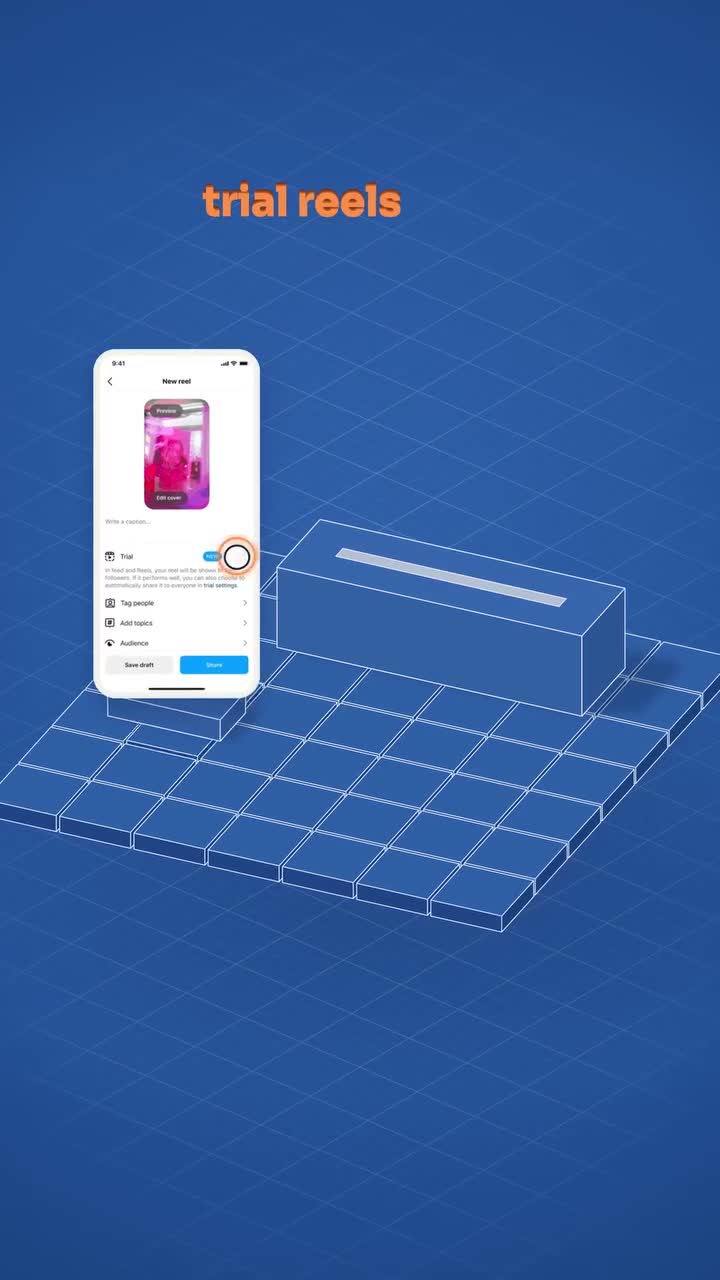 trial reels
9:41
New reel
Preview
Edit cover
Write a caption...
Trial
NEW
In feed and Reels, your reel will be shown to
followers. If it performs well, you can also choose to
automatically share it to everyone in trial settings.
Tag people
Add topics
Audience
Save draft
Share